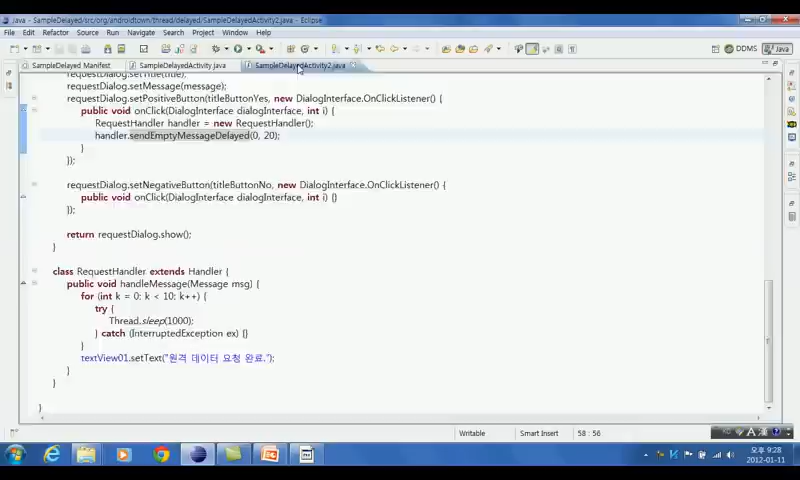 Java - SampleDelayed/src/org/androidtown/thread/delayed/SampleDelayedActivity2.java - Eclipse
File Edit Run Source Navigate Search Project Refactor Window Help
DDMS Java
SampleDelayed Manifest SampleDelayedActivity.java SampleDelayedActivity2.java
requestDialog.setTitle(title);
requestDialog.setMessage(message);
requestDialog.setPositiveButton(titleButtonYes, new DialogInterface.OnClickListener() {
public void onClick(DialogInterface dialogInterface, int i) {
RequestHandler handler = new RequestHandler();
handler.sendEmptyMessageDelayed(0, 20);
}
});
requestDialog.setNegativeButton(titleButtonNo, new DialogInterface.OnClickListener() {
public void onClick(DialogInterface dialogInterface, int i) {}
});
return requestDialog.show();
}
class RequestHandler extends Handler {
public void handleMessage(Message msg) {
for (int k = 0; k < 10; k++) {
try {
Thread.sleep(1000);
} catch (InterruptedException ex) {}
}
textView01.setText("원격 데이터 요청 완료.");
}
}
}
Writable Smart Insert 58 : 56
A 漢
오후 9:28
2012-01-11